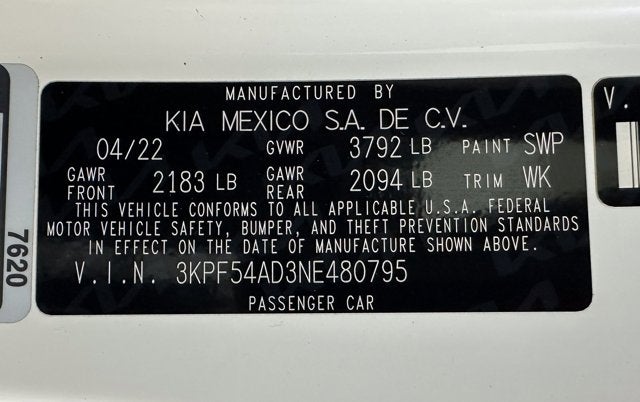 MANUFACTURED BY
KIA MEXICO S.A. DE C.V.
04/22 GVWR 3792 LB PAINT SWP
GAWR FRONT 2183 LB GAWR REAR 2094 LB TRIM WK
THIS VEHICLE CONFORMS TO ALL APPLICABLE U.S.A. FEDERAL
MOTOR VEHICLE SAFETY, BUMPER, AND THEFT PREVENTION STANDARDS
IN EFFECT ON THE DATE OF MANUFACTURE SHOWN ABOVE.
V.I.N. 3KPF54AD3NE480795
PASSENGER CAR
7620
V.